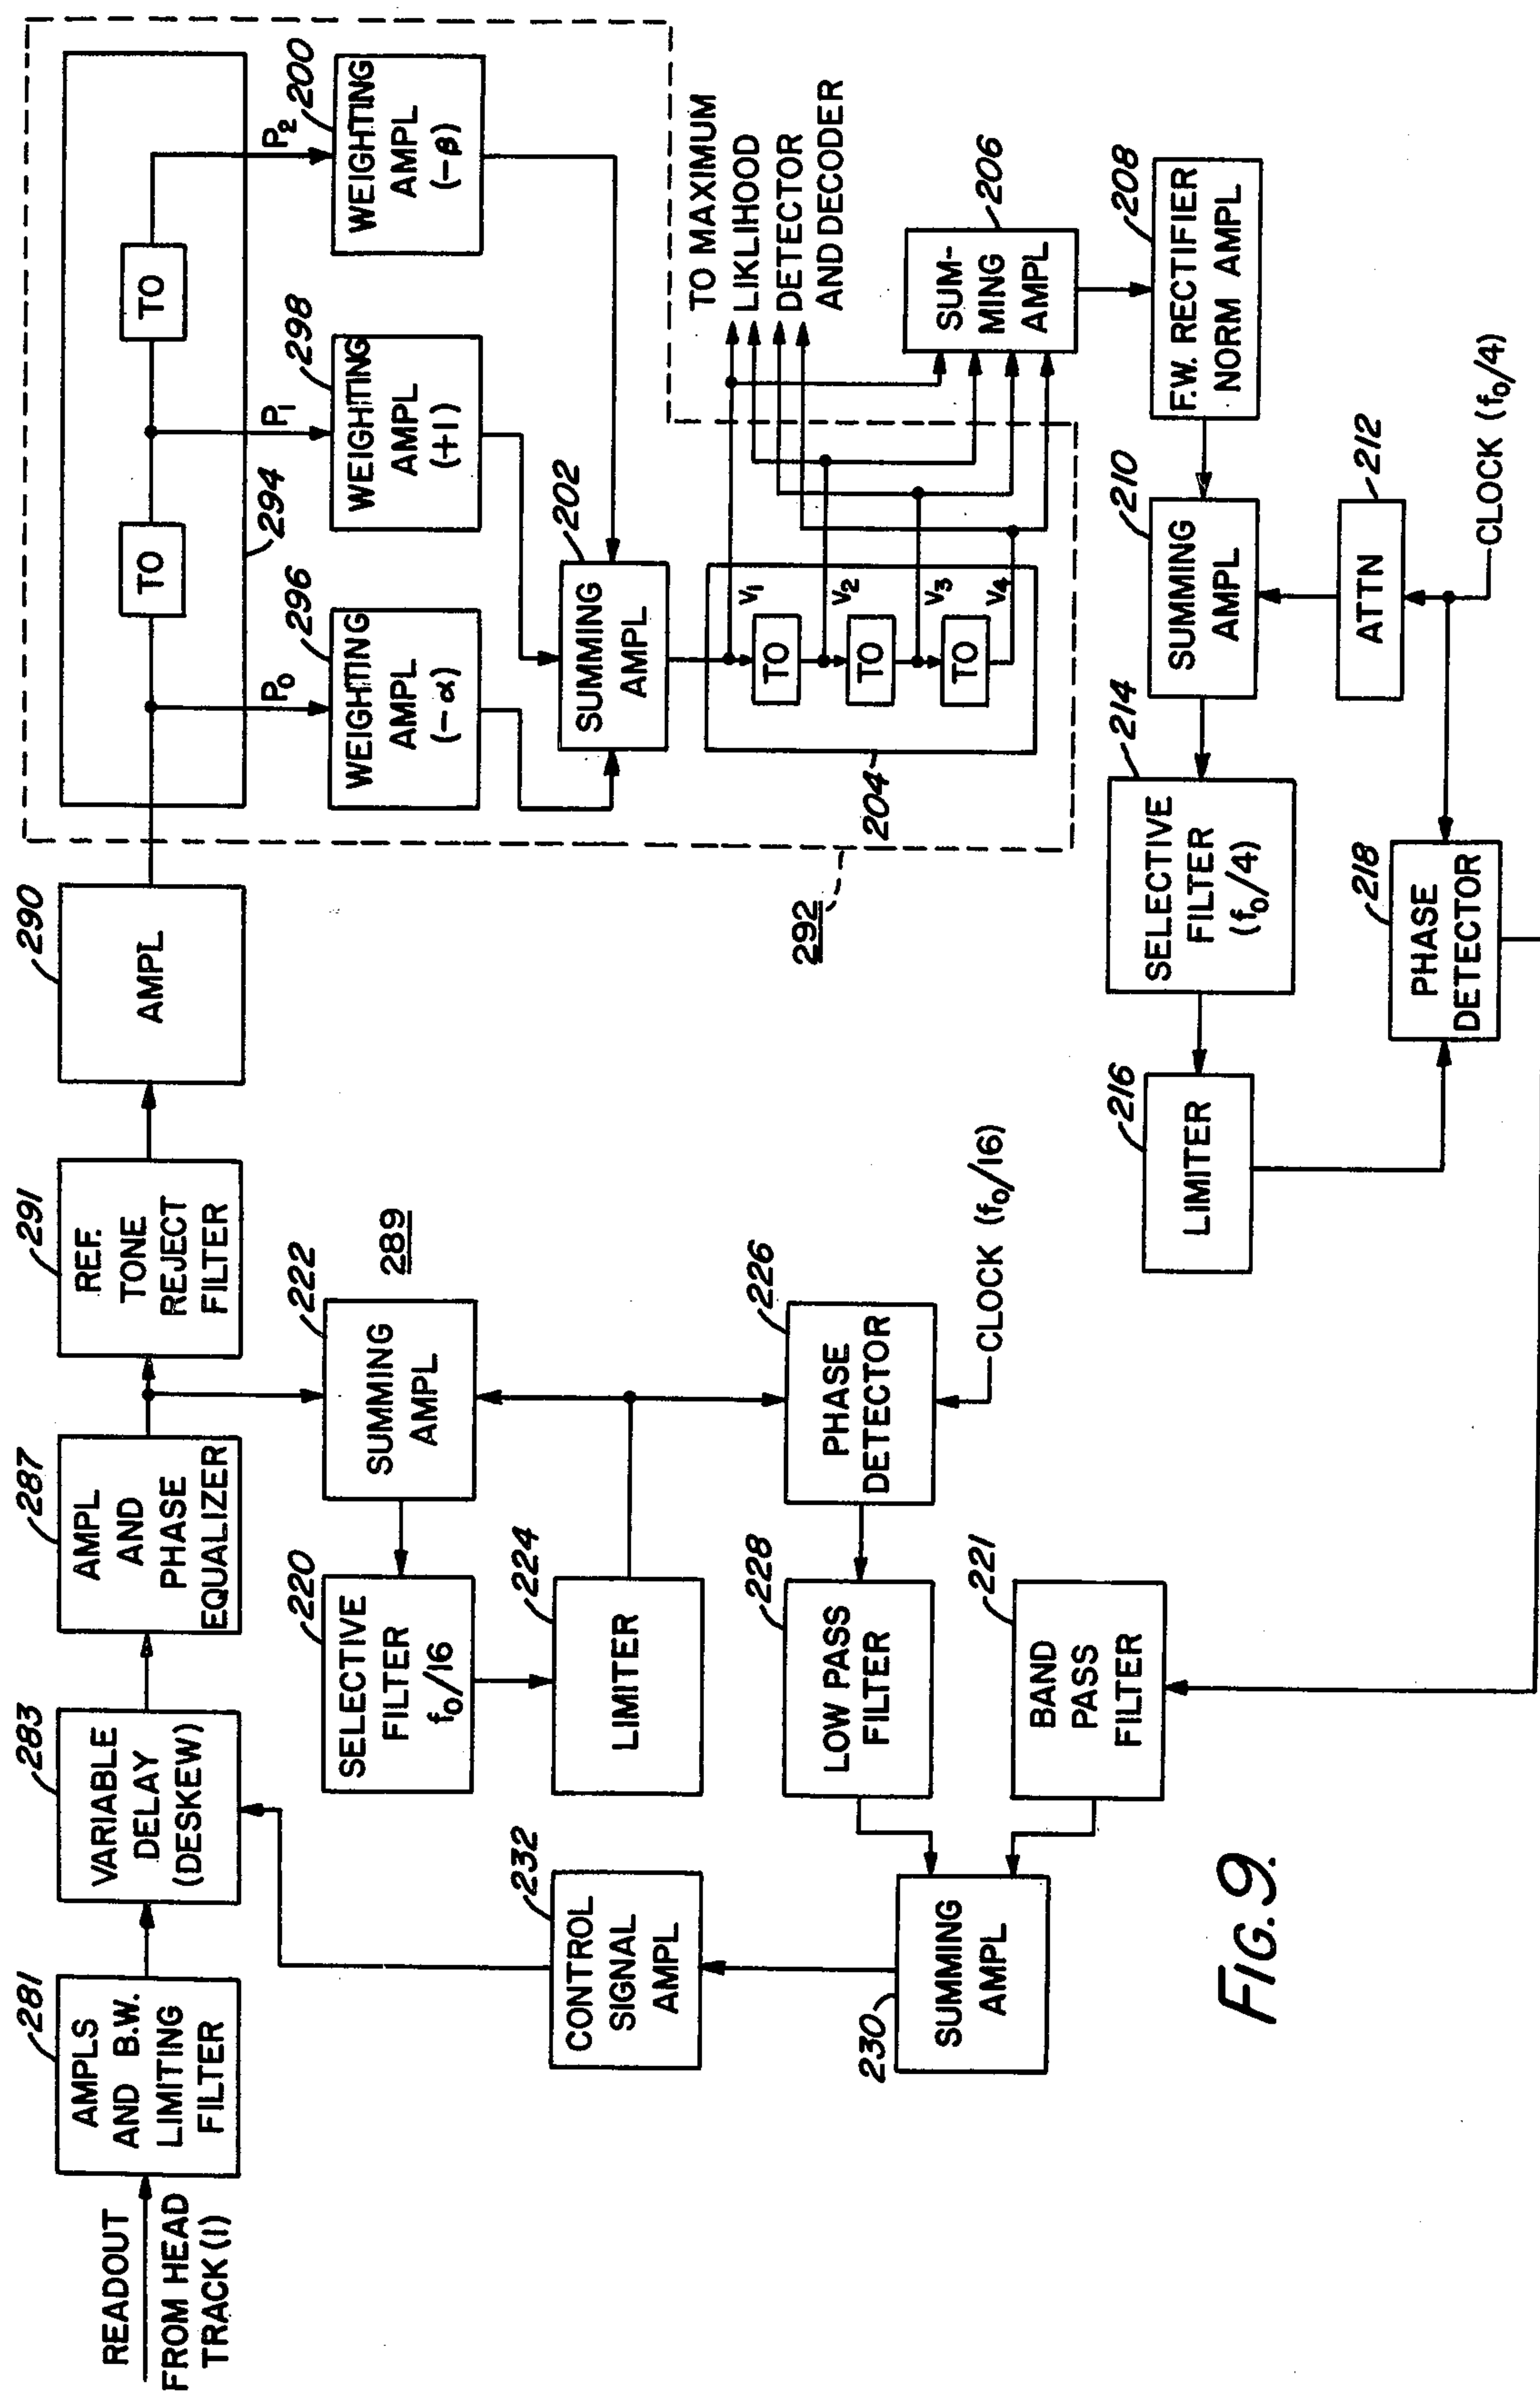 READOUT
FROM HEAD
TRACK (1)
281
AMPLS
AND B.W.
LIMITING
FILTER
283
VARIABLE
DELAY
(DESKEW)
287
AMPL
AND
PHASE
EQUALIZER
291
REF.
TONE
REJECT
FILTER
290
AMPL
TO
TO
294
P0
P1
P2
296
WEIGHTING
AMPL
(-α)
298
WEIGHTING
AMPL
(+1)
200
WEIGHTING
AMPL
(-β)
202
SUMMING
AMPL
204
TO
TO
TO
V1
V2
V3
V4
292
TO MAXIMUM
LIKLIHOOD
DETECTOR
AND DECODER
206
SUM-
MING
AMPL
208
F.W. RECTIFIER
NORM AMPL
210
SUMMING
AMPL
212
ATTN
CLOCK (f0/4)
214
SELECTIVE
FILTER
(f0/4)
216
LIMITER
218
PHASE
DETECTOR
289
222
SUMMING
AMPL
220
SELECTIVE
FILTER
f0/16
224
LIMITER
226
PHASE
DETECTOR
CLOCK (f0/16)
228
LOW PASS
FILTER
221
BAND
PASS
FILTER
230
SUMMING
AMPL
232
CONTROL
SIGNAL
AMPL
FIG. 9.